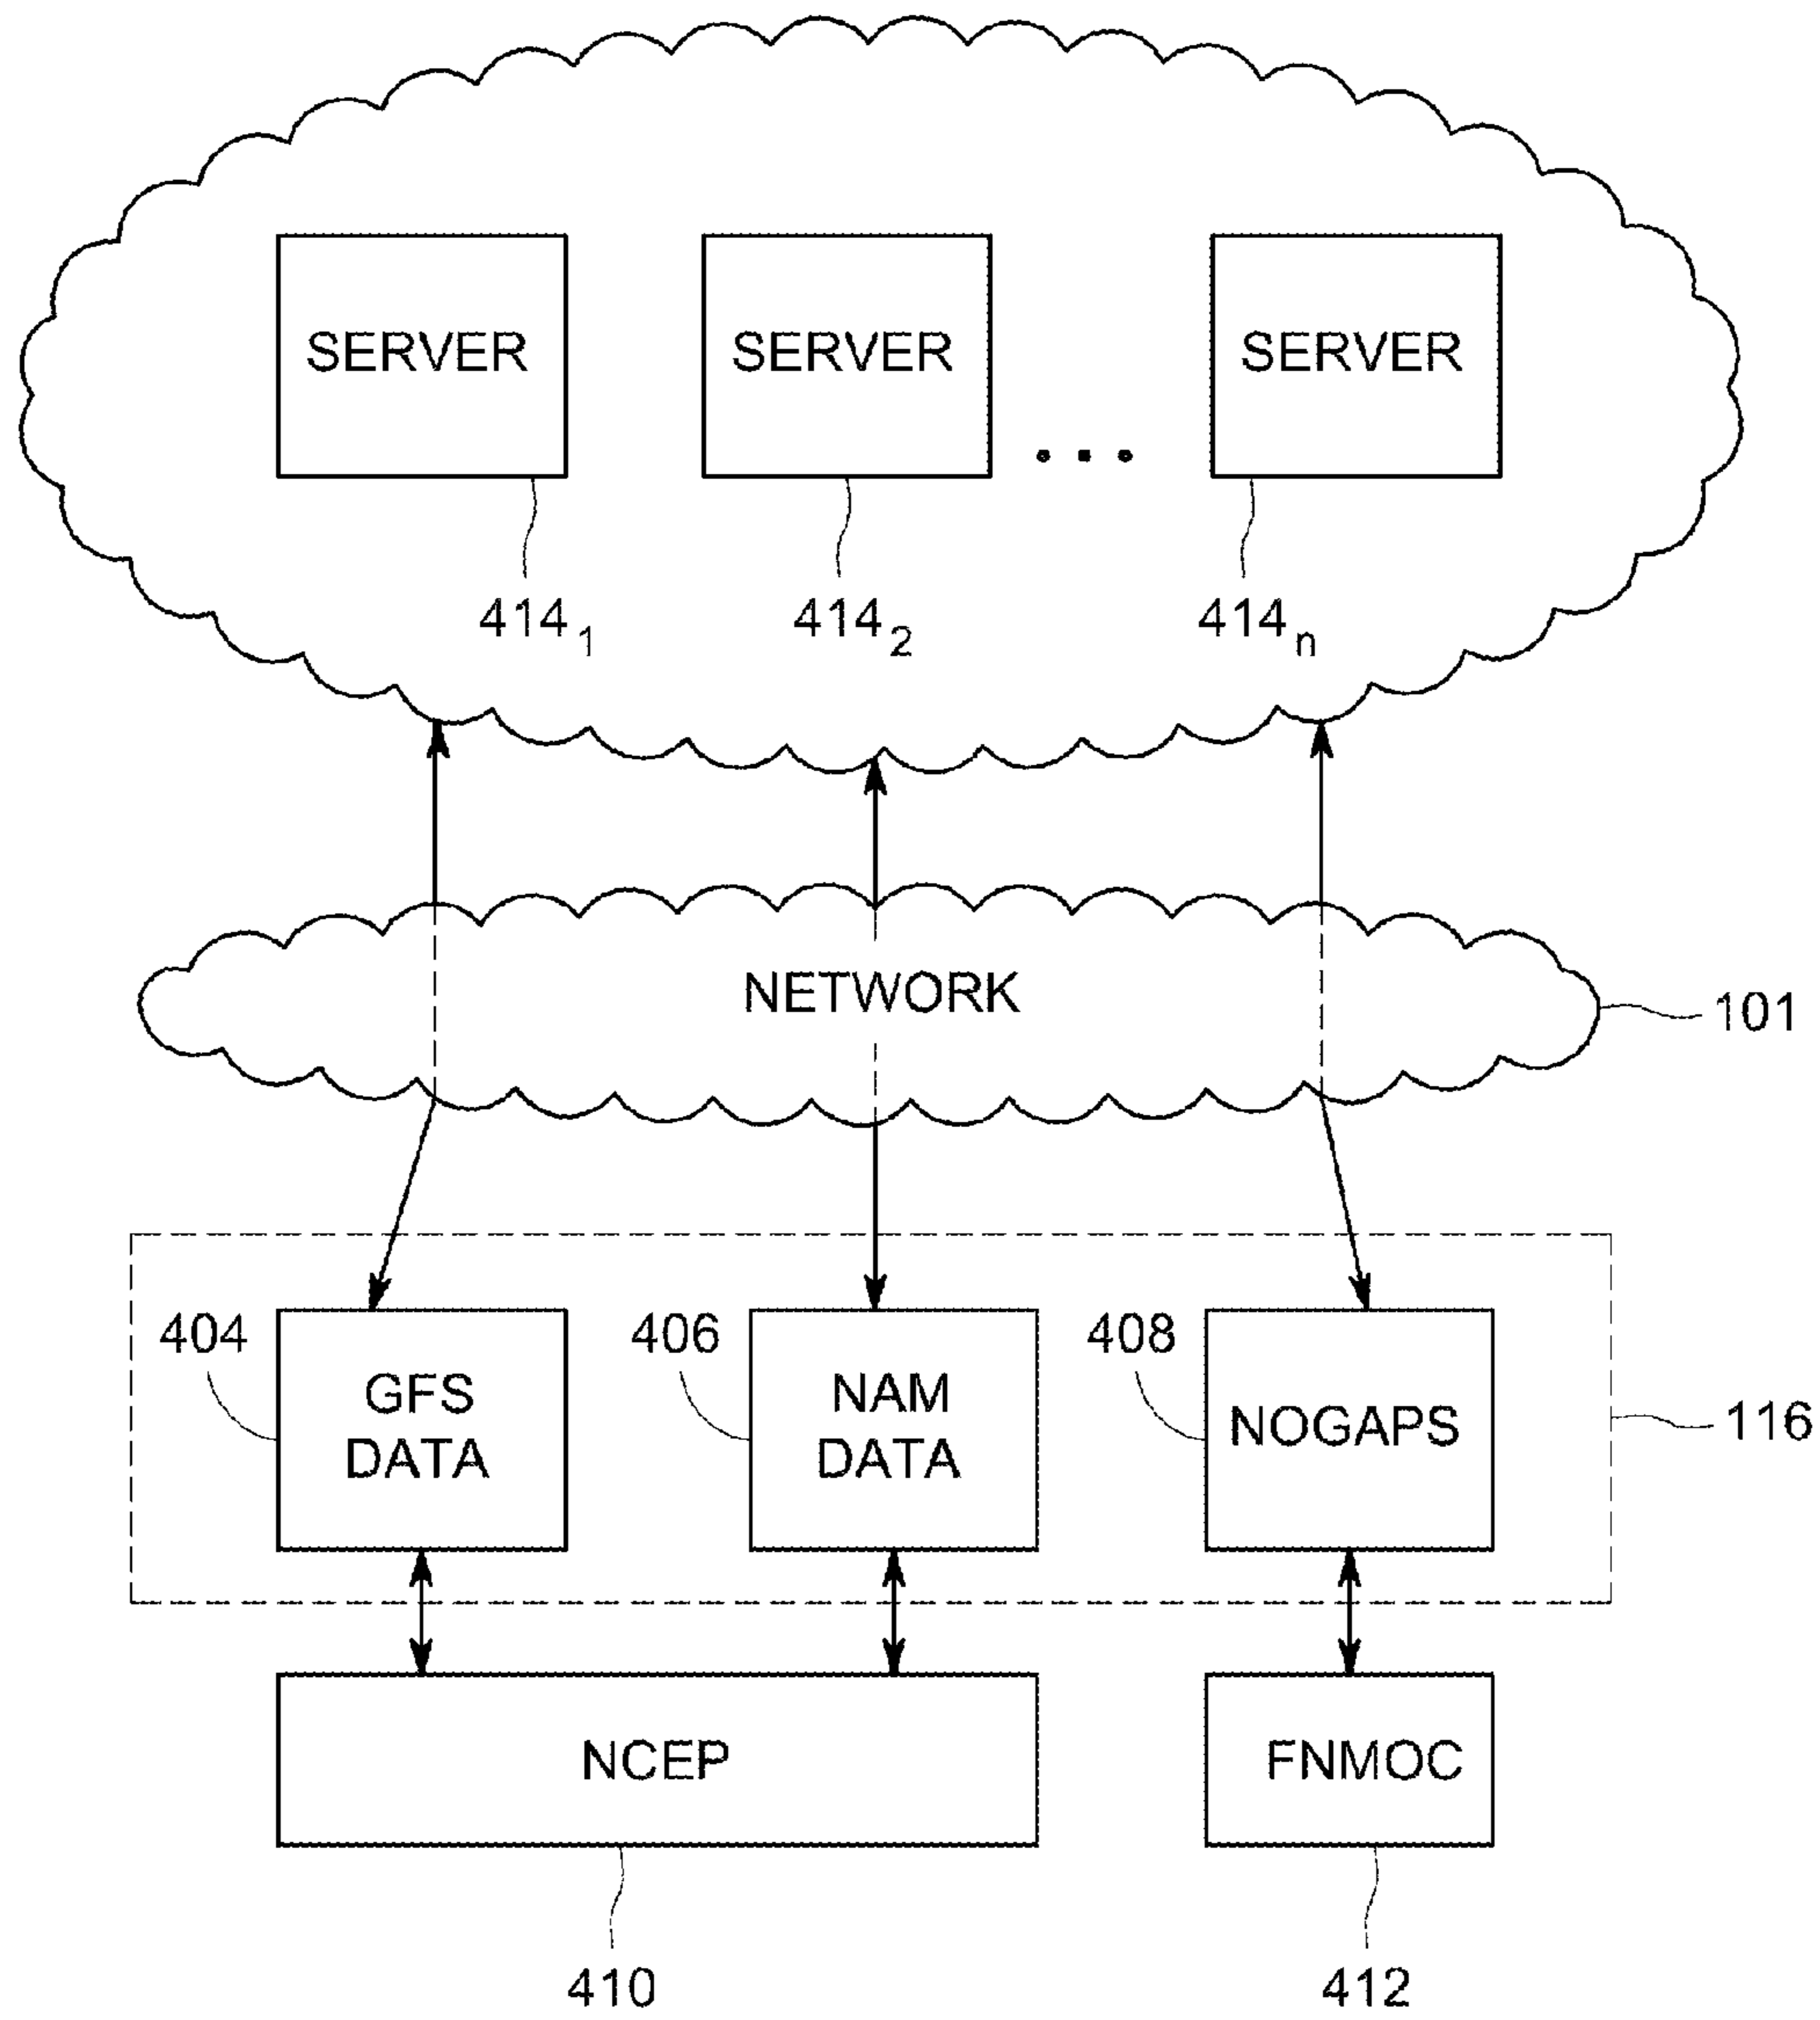 SERVER SERVER SERVER
...
414₁ 414₂ 414ₙ
NETWORK
101
404 406 408
GFS DATA
NAM DATA
NOGAPS
116
NCEP FNMOC
410 412